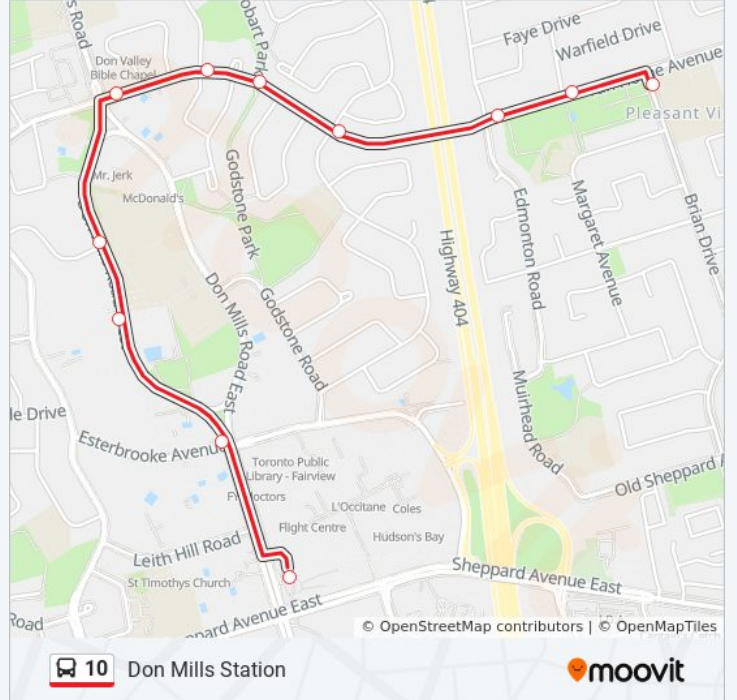 s Road
obart Park
Faye Drive
Warfield Drive
Don Valley
Bible Chapel
Avenue
Pleasant Vi
Mr. Jerk
McDonald's
Godstone Park
Edmonton Road
Margaret Avenue
Brian Drive
Highway 404
Don Mills Road East
Godstone Road
Muirhead Road
le Drive
Esterbrooke Avenue
Old Sheppard A
Toronto Public
Library - Fairview
L'Occitane
Coles
Flight Centre
Hudson's Bay
Leith Hill Road
St Timothys Church
Sheppard Avenue East
Road
ppard Avenue East
© OpenStreetMap contributors | © OpenMapTiles
10 Don Mills Station
moovit